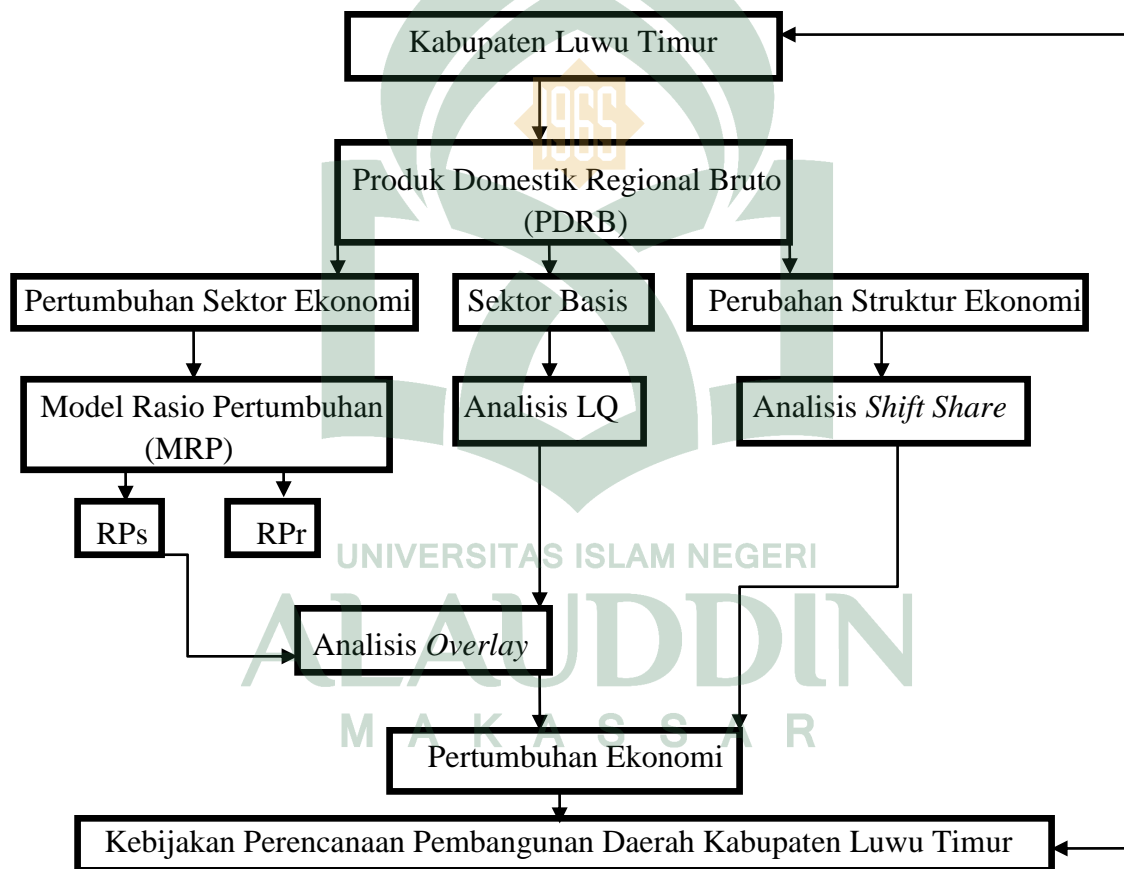 Kabupaten Luwu Timur
1965
Produk Domestik Regional Bruto
(PDRB)
Pertumbuhan Sektor Ekonomi
Sektor Basis
Perubahan Struktur Ekonomi
Model Rasio Pertumbuhan
(MRP)
Analisis LQ
Analisis Shift Share
RPs
RPr
UNIVERSITAS ISLAM NEGERI
ALAUDDIN
Analisis Overlay
MAKASSAR
Pertumbuhan Ekonomi
Kebijakan Perencanaan Pembangunan Daerah Kabupaten Luwu Timur